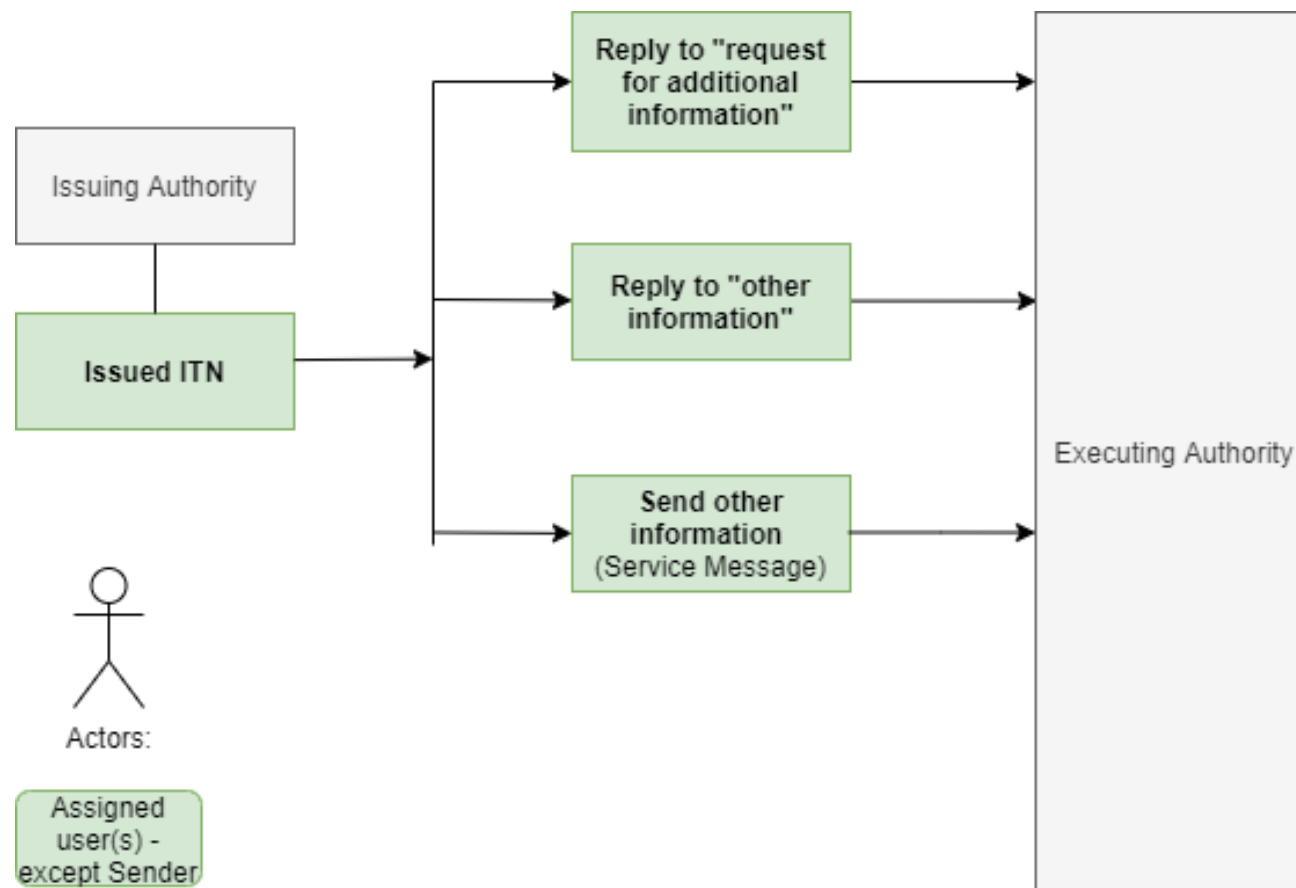 Reply to "request
for additional
information"
Issuing Authority
Reply to "other
information"
Issued ITN
Executing Authority
Send other
information
(Service Message)
Actors:
Assigned
user(s) -
except Sender